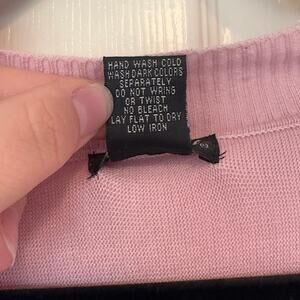 HAND WASH COLD
WASH DARK COLORS
SEPARATELY
DO NOT WRING
OR TWIST
NO BLEACH
LAY FLAT TO DRY
LOW IRON